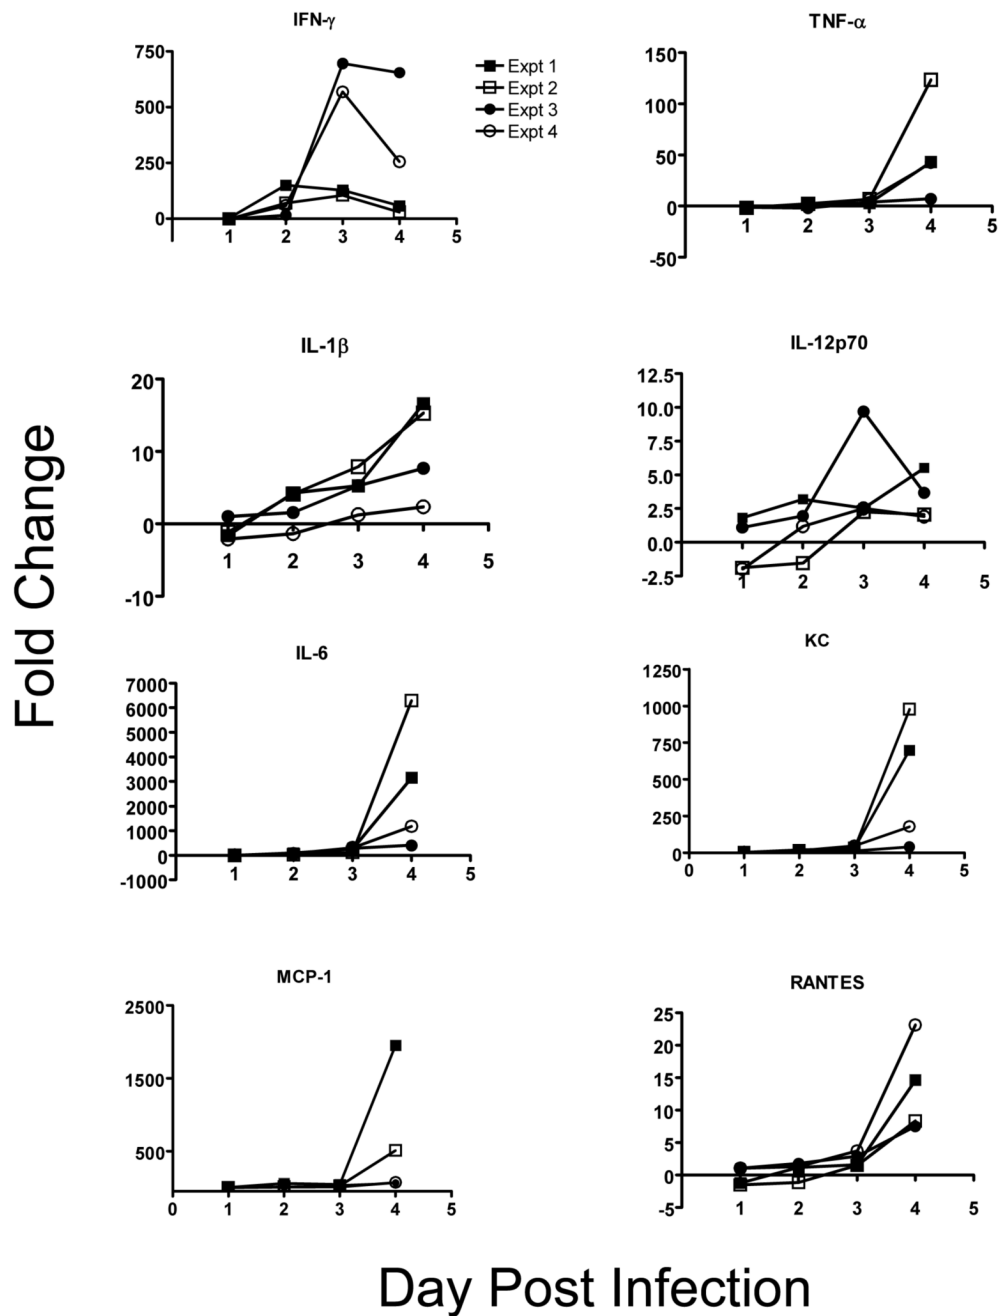 IFN-γ
750
500
250
0
1 2 3 4 5
Expt 1
Expt 2
Expt 3
Expt 4
TNF-α
150
100
50
0
-50
1 2 3 4 5
IL-1β
20
10
0
-10
1 2 3 4 5
IL-12p70
12.5
10.0
7.5
5.0
2.5
0.0
-2.5
1 2 3 4 5
Fold Change
IL-6
7000
6000
5000
4000
3000
2000
1000
0
-1000
1 2 3 4 5
KC
1250
1000
750
500
250
0
0 1 2 3 4 5
MCP-1
2500
1500
500
0 1 2 3 4 5
RANTES
25
20
15
10
5
0
-5
1 2 3 4 5
Day Post Infection